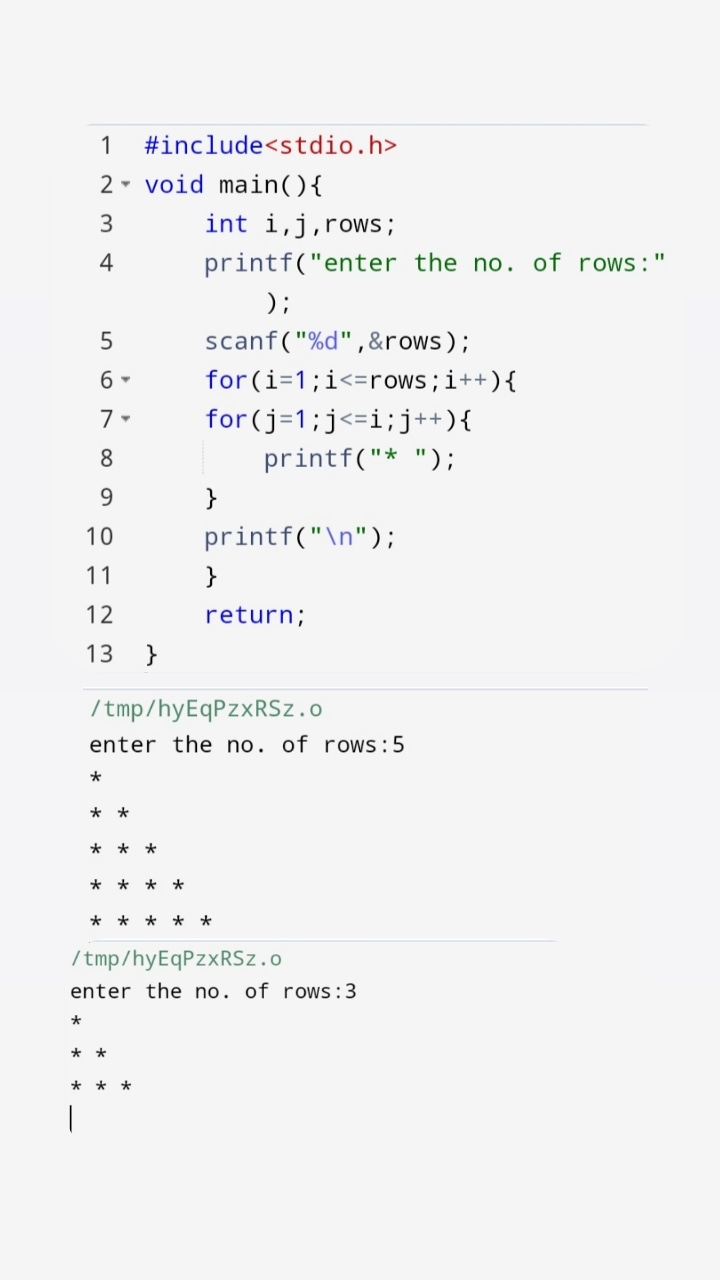 1 #include<stdio.h>
2 void main(){
3 int i,j,rows;
4 printf("enter the no. of rows:"
);
5 scanf("%d",&rows);
6 for(i=1;i<=rows;i++){
7 for(j=1;j<=i;j++){
8 printf("* ");
9 }
10 printf("\n");
11 }
12 return;
13 }
/tmp/hyEqPzxRSz.o
enter the no. of rows:5
*
* *
* * *
* * * *
* * * * *
/tmp/hyEqPzxRSz.o
enter the no. of rows:3
*
* *
* * *